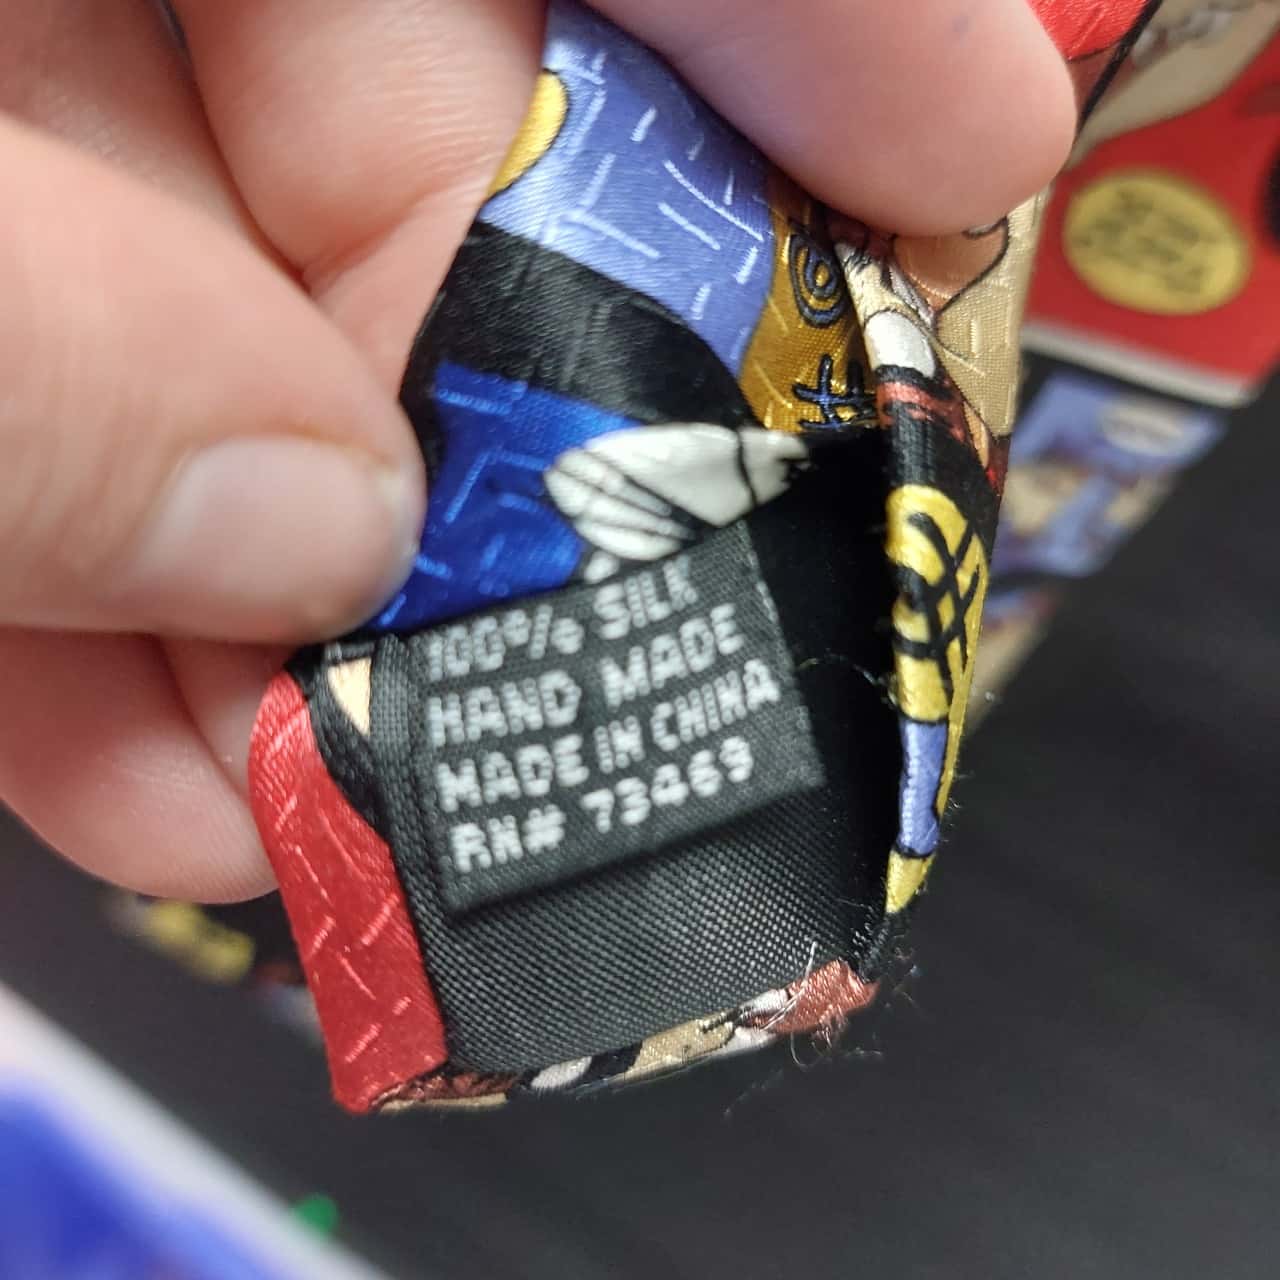 100% SILK
HAND MADE
MADE IN CHINA
RN# 73469